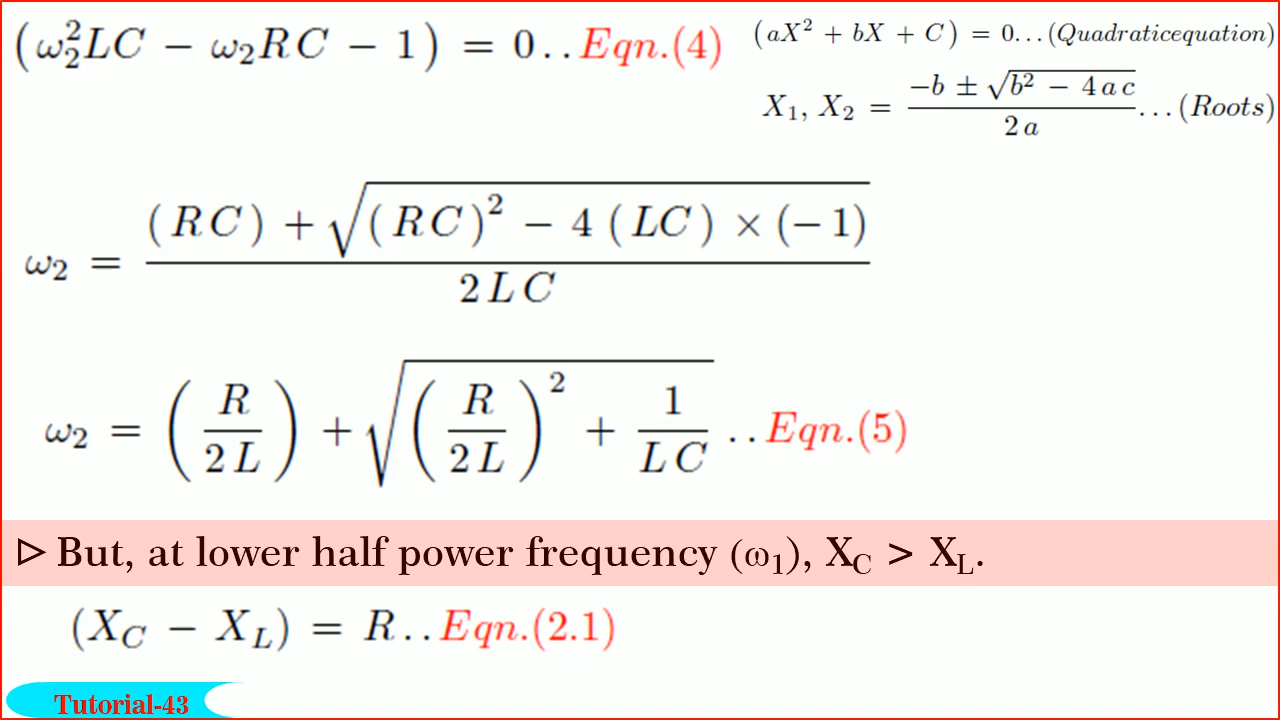 (ω₂²LC − ω₂RC − 1) = 0..Eqn.(4)
(aX² + bX + C) = 0...(Quadraticequation)
X₁, X₂ = (−b ± √(b² − 4ac)) / 2a ...(Roots)
ω₂ = ((RC) + √((RC)² − 4(LC) × (−1))) / 2LC
ω₂ = (R/2L) + √((R/2L)² + 1/LC) ..Eqn.(5)
▷ But, at lower half power frequency (ω₁), X_C > X_L.
(X_C − X_L) = R..Eqn.(2.1)
Tutorial-43